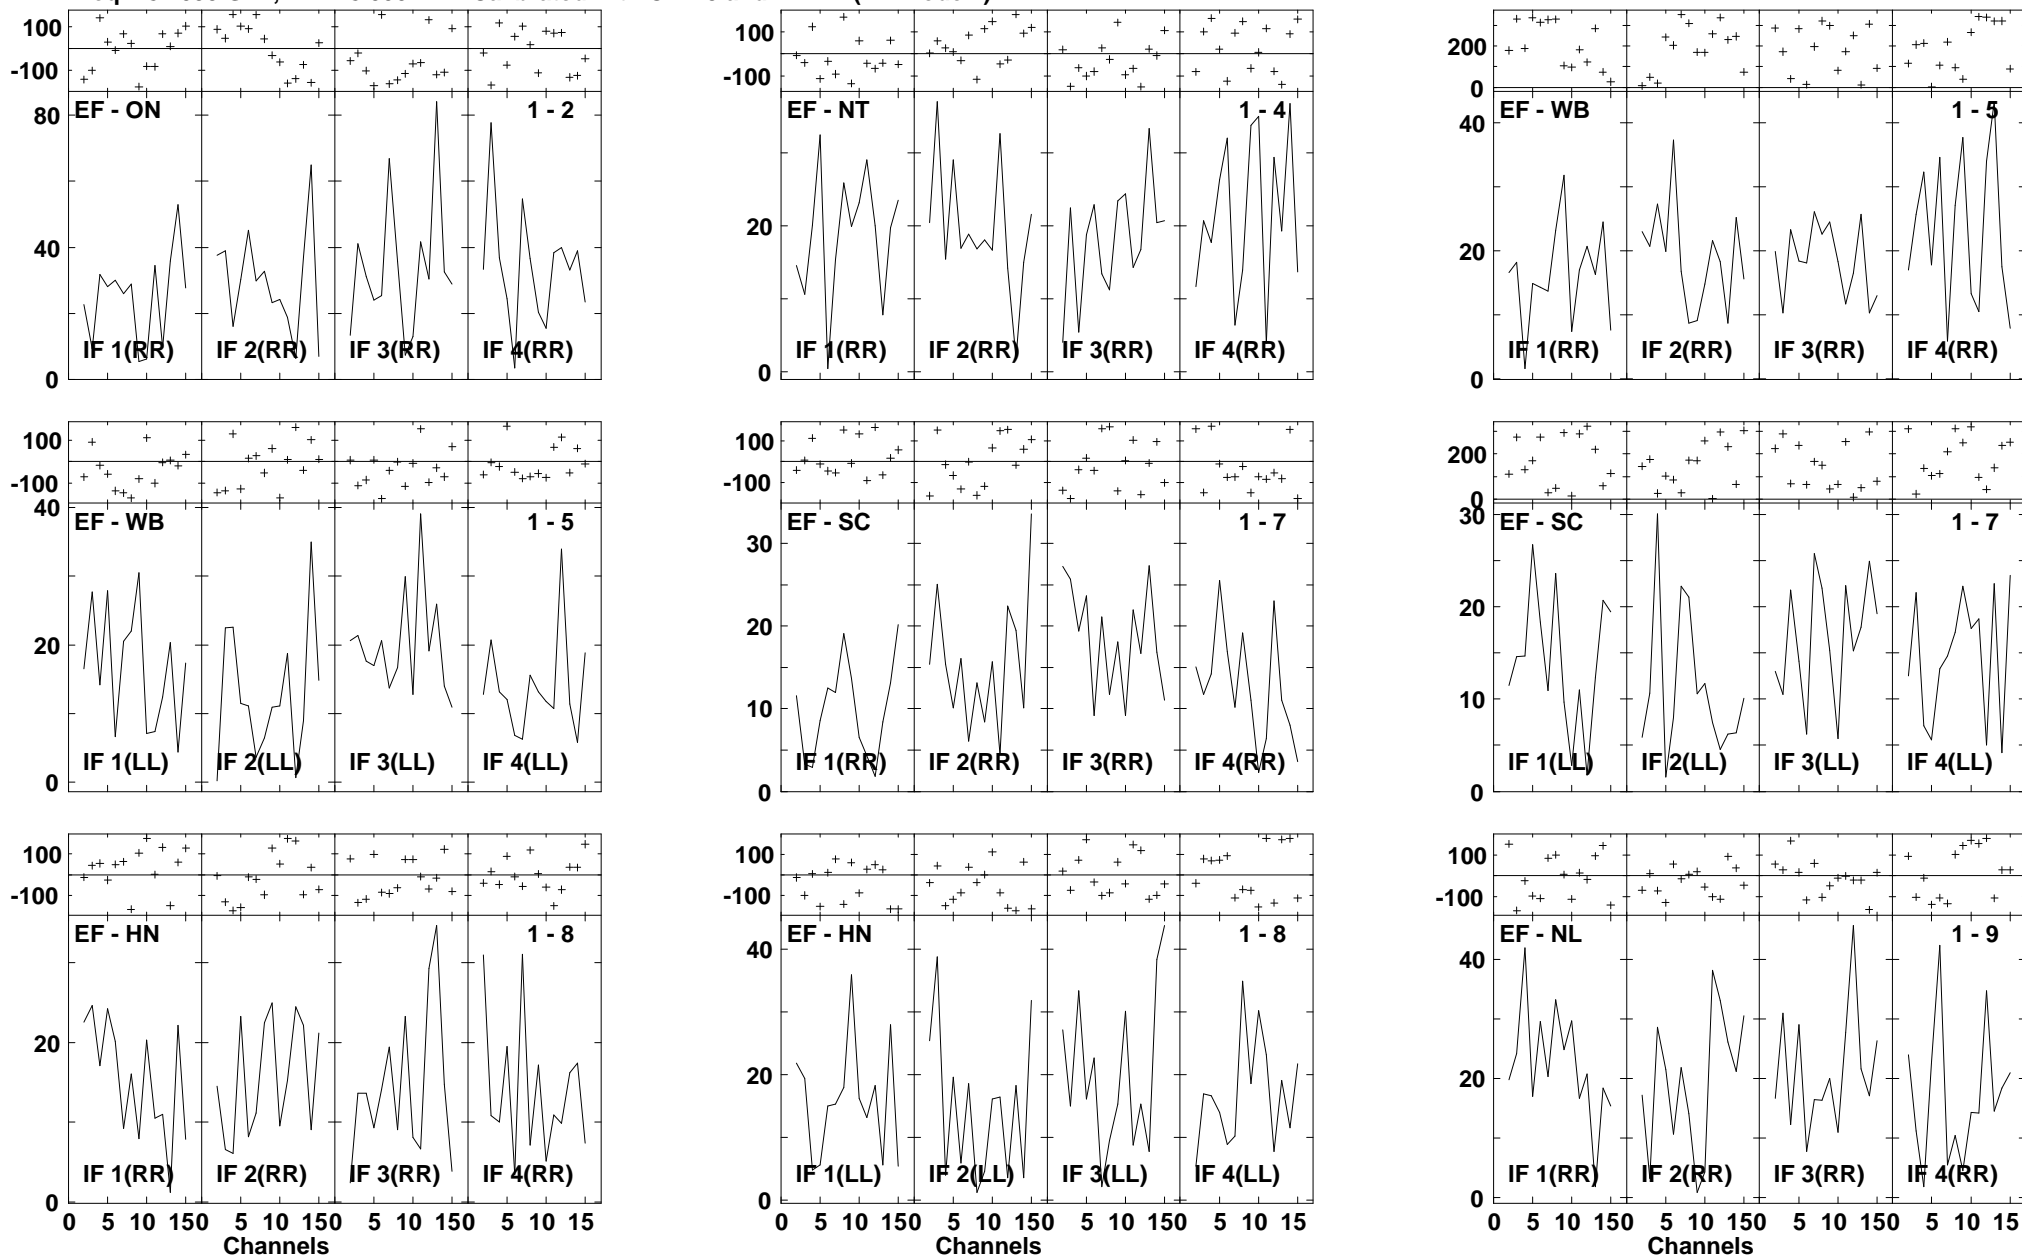 100
-100
EF - ON 1 - 2
80
40
0
IF 1(RR) IF 2(RR) IF 3(RR) IF 4(RR)
100
-100
EF - NT 1 - 4
20
0
IF 1(RR) IF 2(RR) IF 3(RR) IF 4(RR)
200
0
EF - WB 1 - 5
40
20
0
IF 1(RR) IF 2(RR) IF 3(RR) IF 4(RR)
100
-100
EF - WB 1 - 5
40
20
0
IF 1(LL) IF 2(LL) IF 3(LL) IF 4(LL)
100
-100
EF - SC 1 - 7
30
20
10
0
IF 1(RR) IF 2(RR) IF 3(RR) IF 4(RR)
200
0
EF - SC 1 - 7
30
20
10
0
IF 1(LL) IF 2(LL) IF 3(LL) IF 4(LL)
100
-100
EF - HN 1 - 8
20
0
IF 1(RR) IF 2(RR) IF 3(RR) IF 4(RR)
0 5 10 150 5 10 150 5 10 150 5 10 15
Channels
100
-100
EF - HN 1 - 8
40
20
0
IF 1(LL) IF 2(LL) IF 3(LL) IF 4(LL)
0 5 10 150 5 10 150 5 10 150 5 10 15
Channels
100
-100
EF - NL 1 - 9
40
20
0
IF 1(RR) IF 2(RR) IF 3(RR) IF 4(RR)
0 5 10 150 5 10 150 5 10 150 5 10 15
Channels